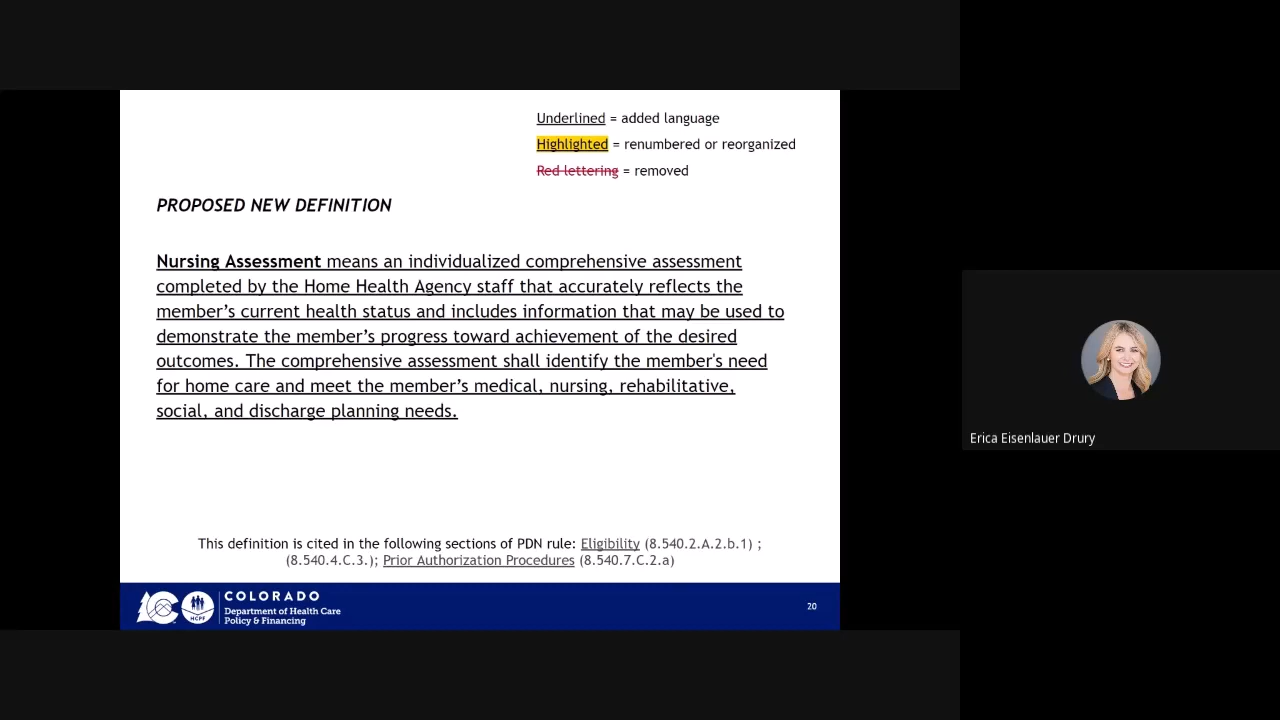 Underlined = added language
Highlighted = renumbered or reorganized
Red lettering = removed
PROPOSED NEW DEFINITION
Nursing Assessment means an individualized comprehensive assessment
completed by the Home Health Agency staff that accurately reflects the
member’s current health status and includes information that may be used to
demonstrate the member’s progress toward achievement of the desired
outcomes. The comprehensive assessment shall identify the member's need
for home care and meet the member’s medical, nursing, rehabilitative,
social, and discharge planning needs.
Erica Eisenlauer Drury
This definition is cited in the following sections of PDN rule: Eligibility (8.540.2.A.2.b.1) ;
(8.540.4.C.3.); Prior Authorization Procedures (8.540.7.C.2.a)
HCPF
COLORADO
Department of Health Care
Policy & Financing
20